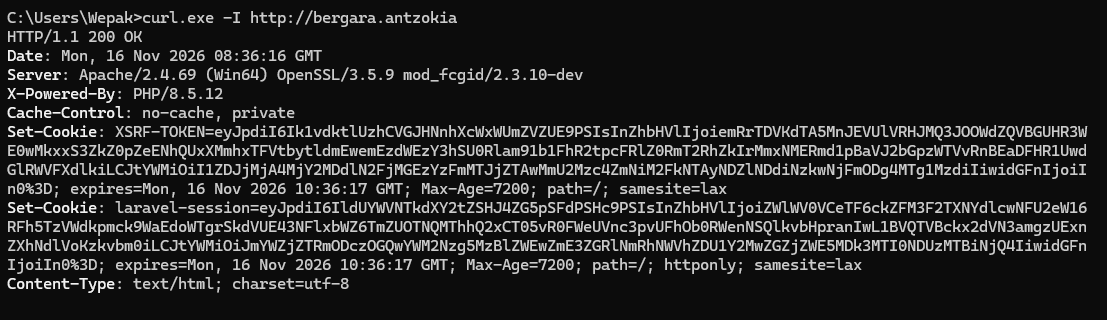 C:\Users\Wepak>curl.exe -I http://bergara.antzokia
HTTP/1.1 200 OK
Date: Mon, 16 Nov 2026 08:36:16 GMT
Server: Apache/2.4.69 (Win64) OpenSSL/3.5.9 mod_fcgid/2.3.10-dev
X-Powered-By: PHP/8.5.12
Cache-Control: no-cache, private
Set-Cookie: XSRF-TOKEN=eyJpdiI6Ik1vdktlUzhCVGJHNnhXcWxWUmZVZUE9PSIsInZhbHVlIjoiemRrTDVKdTA5MnJEVUlVRHJMQ3JOOWdZQVBGUHR3W
E0wMkxxS3ZkZ0pZeENhQUxXMmhxTFVtbytldmEwemEzdWEzY3hSU0Rlam91b1FhR2tpcFRlZ0RmT2RhZkIrMmxNMERmd1pBaVJ2bGpzWTVvRnBEaDFHR1Uwd
GlRWVFXdlkiLCJtYWMiOiI1ZDJjMjA4MjY2MDdlN2FjMGEzYzFmMTJjZTAwMmU2Mzc4ZmNiM2FkNTAyNDZlNDdiNzkwNjFmODg4MTg1MzdiIiwidGFnIjoiI
n0%3D; expires=Mon, 16 Nov 2026 10:36:17 GMT; Max-Age=7200; path=/; samesite=lax
Set-Cookie: laravel-session=eyJpdiI6IldUYWVNTkdXY2tZSHJ4ZG5pSFdPSHc9PSIsInZhbHVlIjoiZWlWV0VCeTF6ckZFM3F2TXNYdlcwNFU2eW16
RFh5TzVWdkpmck9WaEdoWTgrSkdVUE43NFlxbWZ6TmZUOTNQMThhQ2xCT05vR0FWeUVnc3pvUFhOb0RWenNSQlkvbHpranIwL1BVQTVBckx2dVN3amgzUExn
ZXhNdlVoKzkvbm0iLCJtYWMiOiJmYWZjZTRmODczOGQwYWM2Nzg5MzBlZWEwZmE3ZGRlNmRhNWVhZDU1Y2MwZGZjZWE5MDk3MTI0NDUzMTBiNjQ4IiwidGFn
IjoiIn0%3D; expires=Mon, 16 Nov 2026 10:36:17 GMT; Max-Age=7200; path=/; httponly; samesite=lax
Content-Type: text/html; charset=utf-8